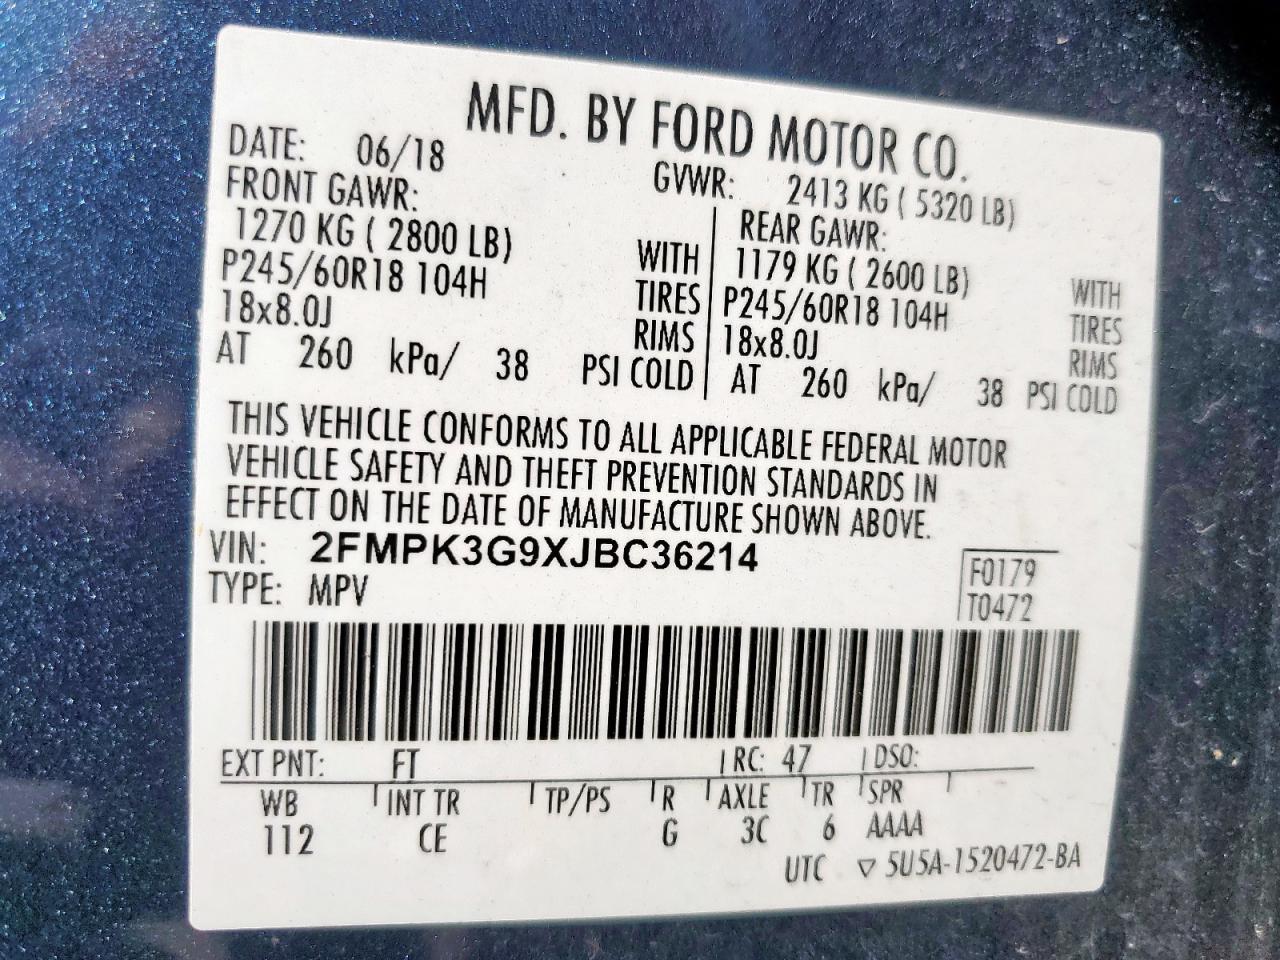 MFD. BY FORD MOTOR CO.
DATE: 06/18 GVWR: 2413 KG ( 5320 LB)
FRONT GAWR: REAR GAWR:
1270 KG ( 2800 LB) WITH 1179 KG ( 2600 LB) WITH
P245/60R18 104H TIRES P245/60R18 104H TIRES
18x8.0J RIMS 18x8.0J RIMS
AT 260 kPa/ 38 PSI COLD AT 260 kPa/ 38 PSI COLD
THIS VEHICLE CONFORMS TO ALL APPLICABLE FEDERAL MOTOR
VEHICLE SAFETY AND THEFT PREVENTION STANDARDS IN
EFFECT ON THE DATE OF MANUFACTURE SHOWN ABOVE.
VIN: 2FMPK3G9XJBC36214 F0179
TYPE: MPV T0472
EXT PNT: FT RC: 47 DSO:
WB INT TR TP/PS R AXLE TR SPR
112 CE G 3C 6 AAAA
UTC ▽ 5U5A-1520472-BA